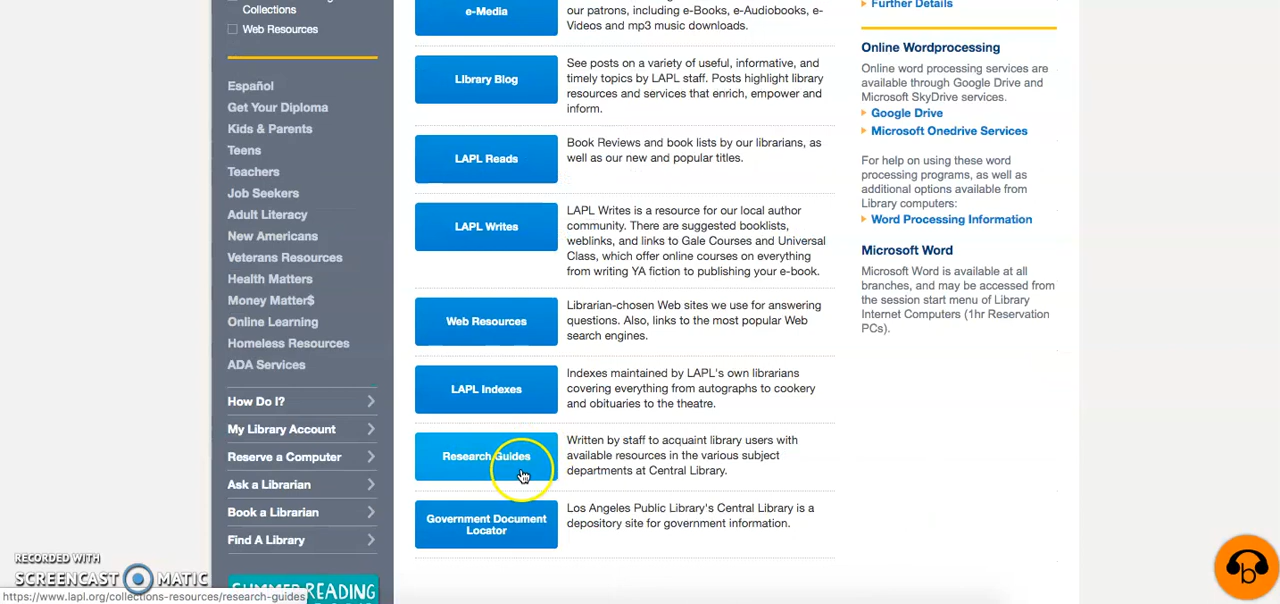 Collections
Web Resources
Español
Get Your Diploma
Kids & Parents
Teens
Teachers
Job Seekers
Adult Literacy
New Americans
Veterans Resources
Health Matters
Money Matter$
Online Learning
Homeless Resources
ADA Services
How Do I?
My Library Account
Reserve a Computer
Ask a Librarian
Book a Librarian
Find A Library
SUMMER READING
e-Media
our patrons, including e-Books, e-Audiobooks, e-
Videos and mp3 music downloads.
Library Blog
See posts on a variety of useful, informative, and
timely topics by LAPL staff. Posts highlight library
resources and services that enrich, empower and
inform.
LAPL Reads
Book Reviews and book lists by our librarians, as
well as our new and popular titles.
LAPL Writes
LAPL Writes is a resource for our local author
community. There are suggested booklists,
weblinks, and links to Gale Courses and Universal
Class, which offer online courses on everything
from writing YA fiction to publishing your e-book.
Web Resources
Librarian-chosen Web sites we use for answering
questions. Also, links to the most popular Web
search engines.
LAPL Indexes
Indexes maintained by LAPL's own librarians
covering everything from autographs to cookery
and obituaries to the theatre.
Research Guides
Written by staff to acquaint library users with
available resources in the various subject
departments at Central Library.
Government Document
Locator
Los Angeles Public Library's Central Library is a
depository site for government information.
Further Details
Online Wordprocessing
Online word processing services are
available through Google Drive and
Microsoft SkyDrive services.
Google Drive
Microsoft Onedrive Services
For help on using these word
processing programs, as well as
additional options available from
Library computers:
Word Processing Information
Microsoft Word
Microsoft Word is available at all
branches, and may be accessed from
the session start menu of Library
Internet Computers (1hr Reservation
PCs).
RECORDED WITH
SCREENCAST MATIC
https://www.lapl.org/collections-resources/research-guides
b